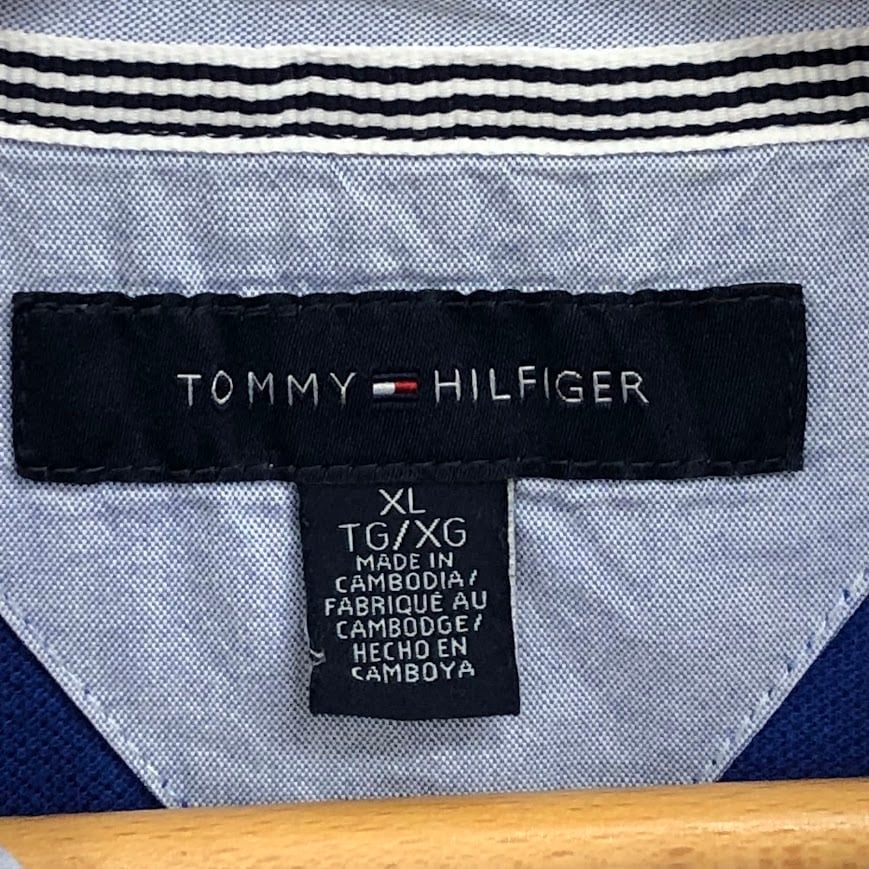 TOMMY HILFIGER
XL
TG/XG
MADE IN
CAMBODIA/
FABRIQUÉ AU
CAMBODGE/
HECHO EN
CAMBOYA